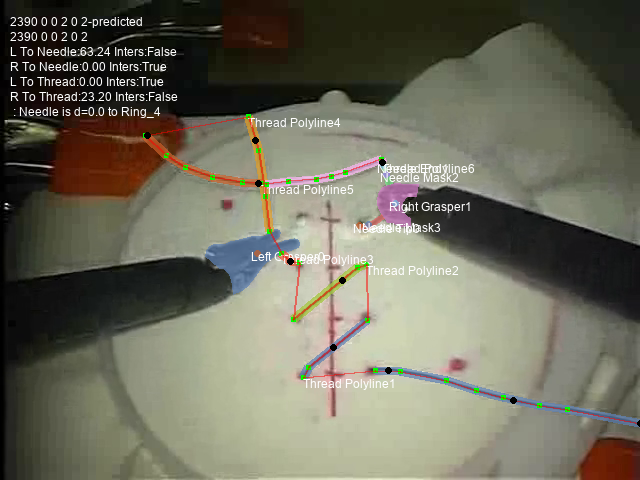 2390 0 0 2 0 2-predicted
2390 0 0 2 0 2
L To Needle:63.24 Inters:False
R To Needle:0.00 Inters:True
L To Thread:0.00 Inters:True
R To Thread:23.20 Inters:False
: Needle is d=0.0 to Ring_4
Thread Polyline4
Thread Polyline6
Needle Mask2
Thread Polyline5
Right Grasper1
Needle Mask3
Thread Polyline3
Thread Polyline2
Thread Polyline1